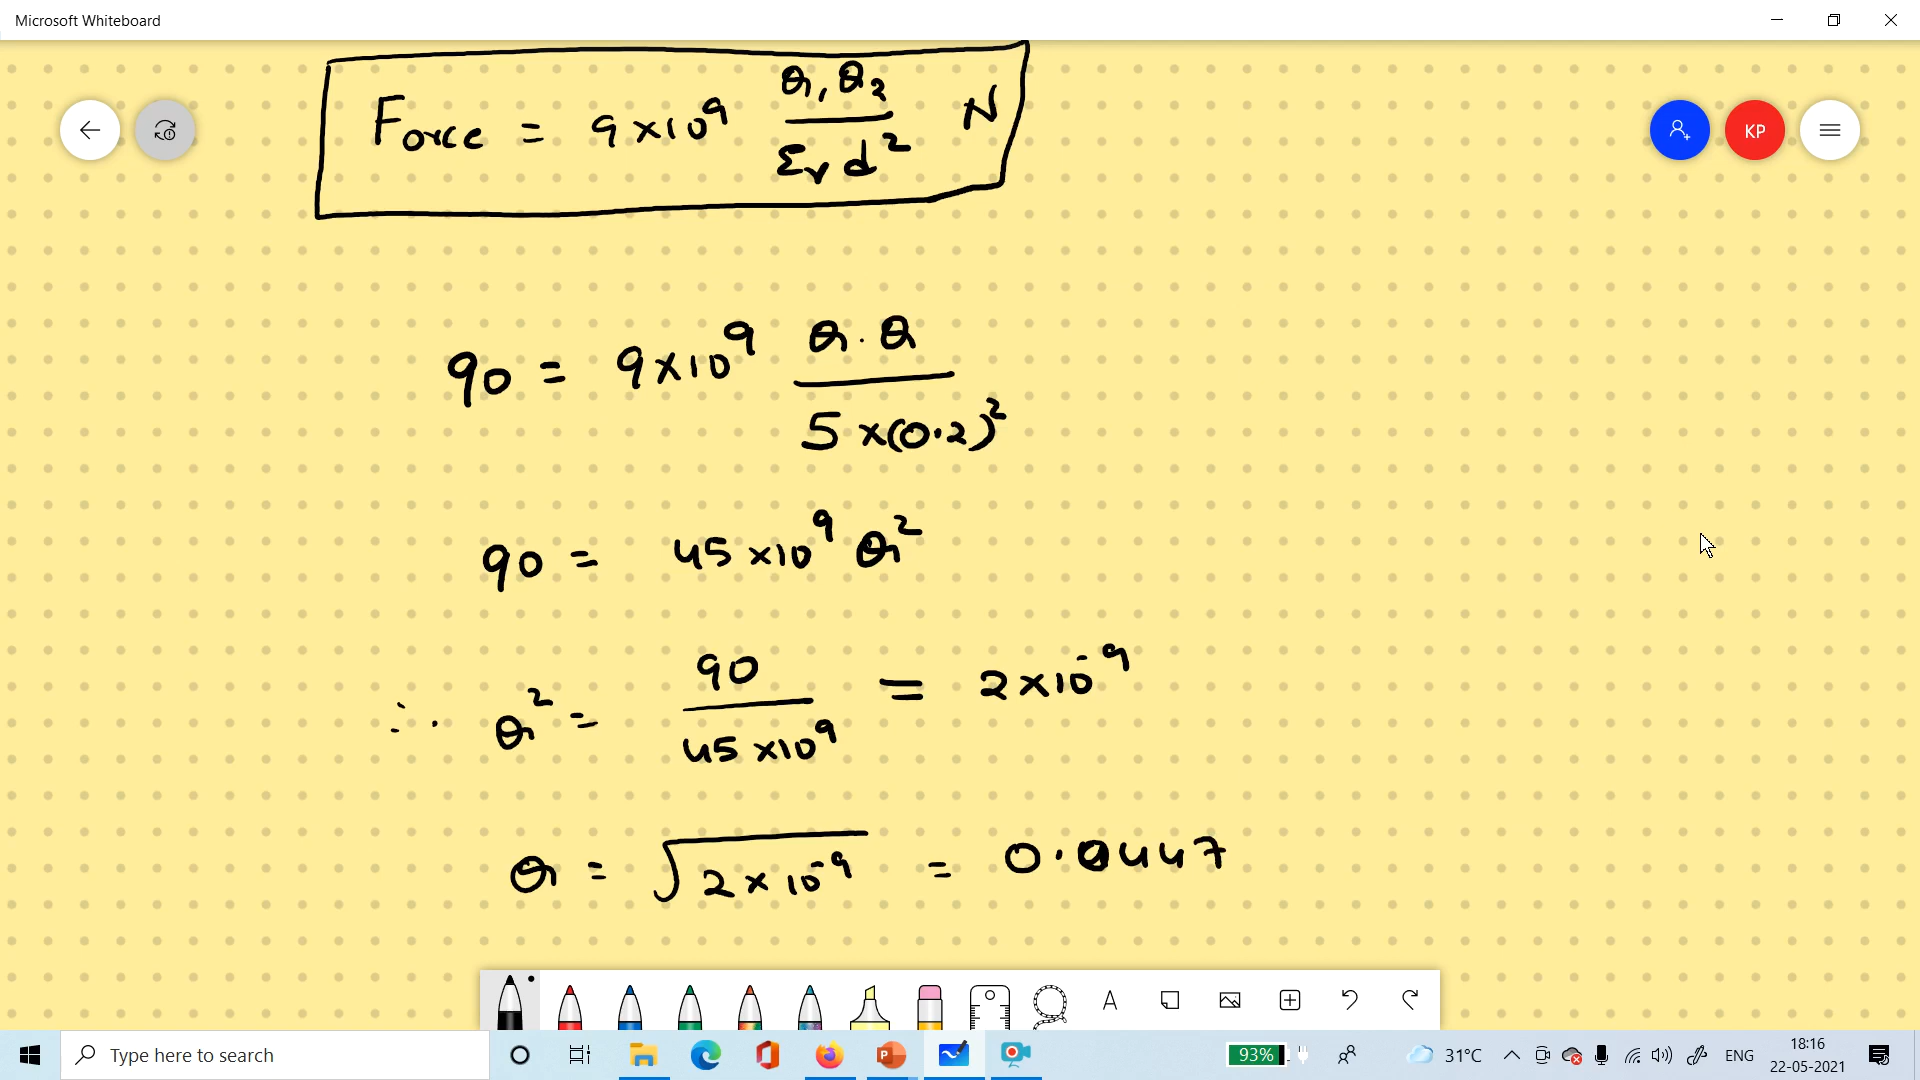 Microsoft Whiteboard
Force = 9×10⁹ Q₁Q₂ / Ɛr d² N
KP
90 = 9×10⁹ Q.Q / 5×(0.2)²
90 = 45×10⁹ Q²
∴ Q² = 90 / 45×10⁹ = 2×10⁻⁹
Q = √2×10⁻⁹ = 0.0447
A
Type here to search
93%
31°C
ENG
18:16
22-05-2021